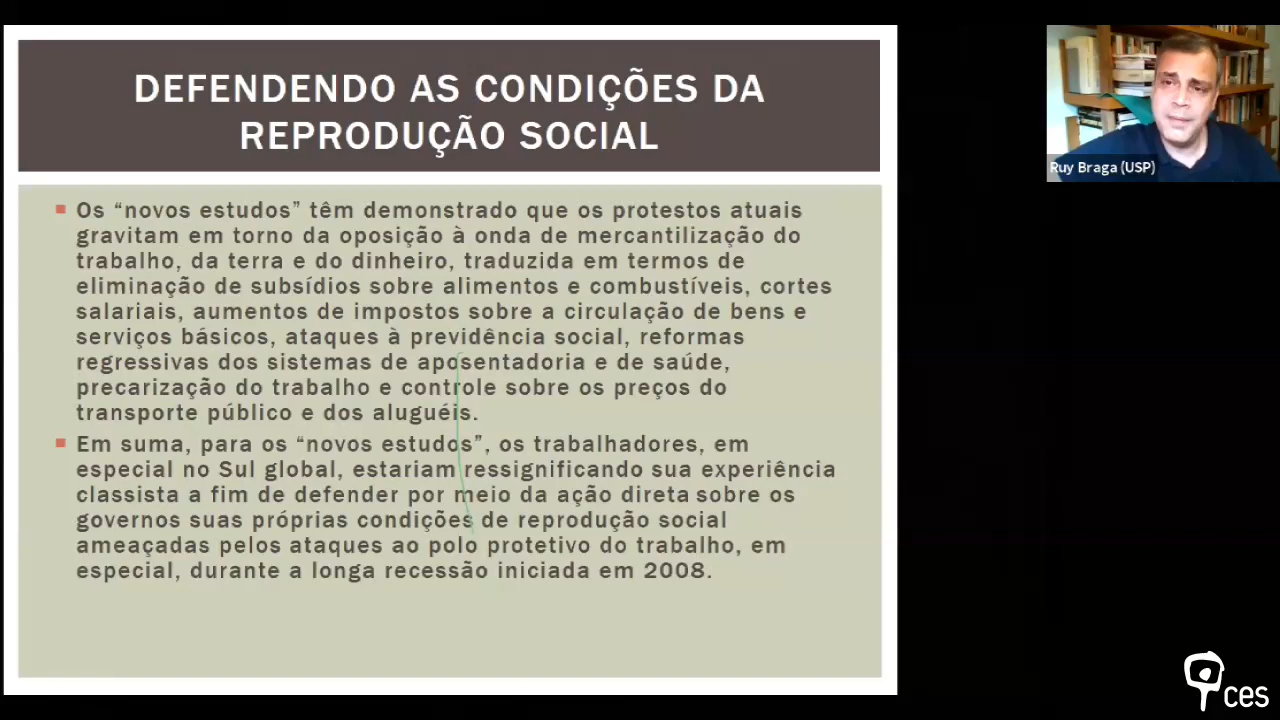 DEFENDENDO AS CONDIÇÕES DA
REPRODUÇÃO SOCIAL
Os “novos estudos” têm demonstrado que os protestos atuais
gravitam em torno da oposição à onda de mercantilização do
trabalho, da terra e do dinheiro, traduzida em termos de
eliminação de subsídios sobre alimentos e combustíveis, cortes
salariais, aumentos de impostos sobre a circulação de bens e
serviços básicos, ataques à previdência social, reformas
regressivas dos sistemas de aposentadoria e de saúde,
precarização do trabalho e controle sobre os preços do
transporte público e dos aluguéis.
Em suma, para os “novos estudos”, os trabalhadores, em
especial no Sul global, estariam ressignificando sua experiência
classista a fim de defender por meio da ação direta sobre os
governos suas próprias condições de reprodução social
ameaçadas pelos ataques ao polo protetivo do trabalho, em
especial, durante a longa recessão iniciada em 2008.
Ruy Braga (USP)
ces